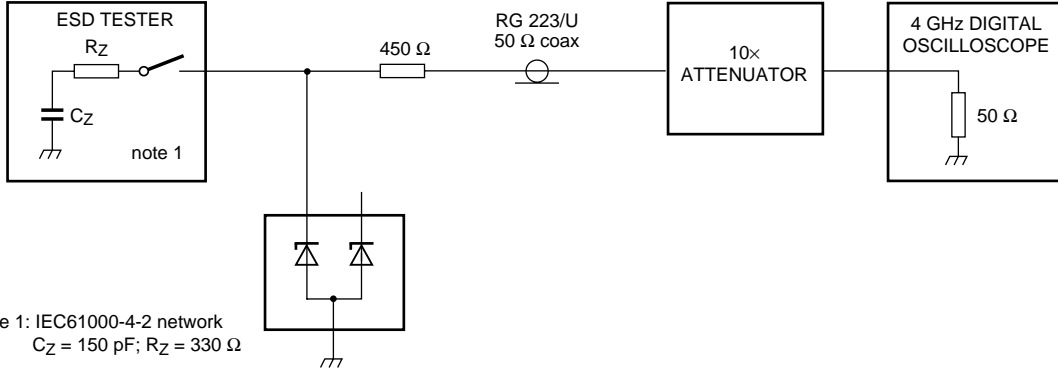 ESD TESTER
RZ
CZ
note 1
450 Ω
RG 223/U
50 Ω coax
10×
ATTENUATOR
4 GHz DIGITAL
OSCILLOSCOPE
50 Ω
e 1: IEC61000-4-2 network
CZ = 150 pF; RZ = 330 Ω